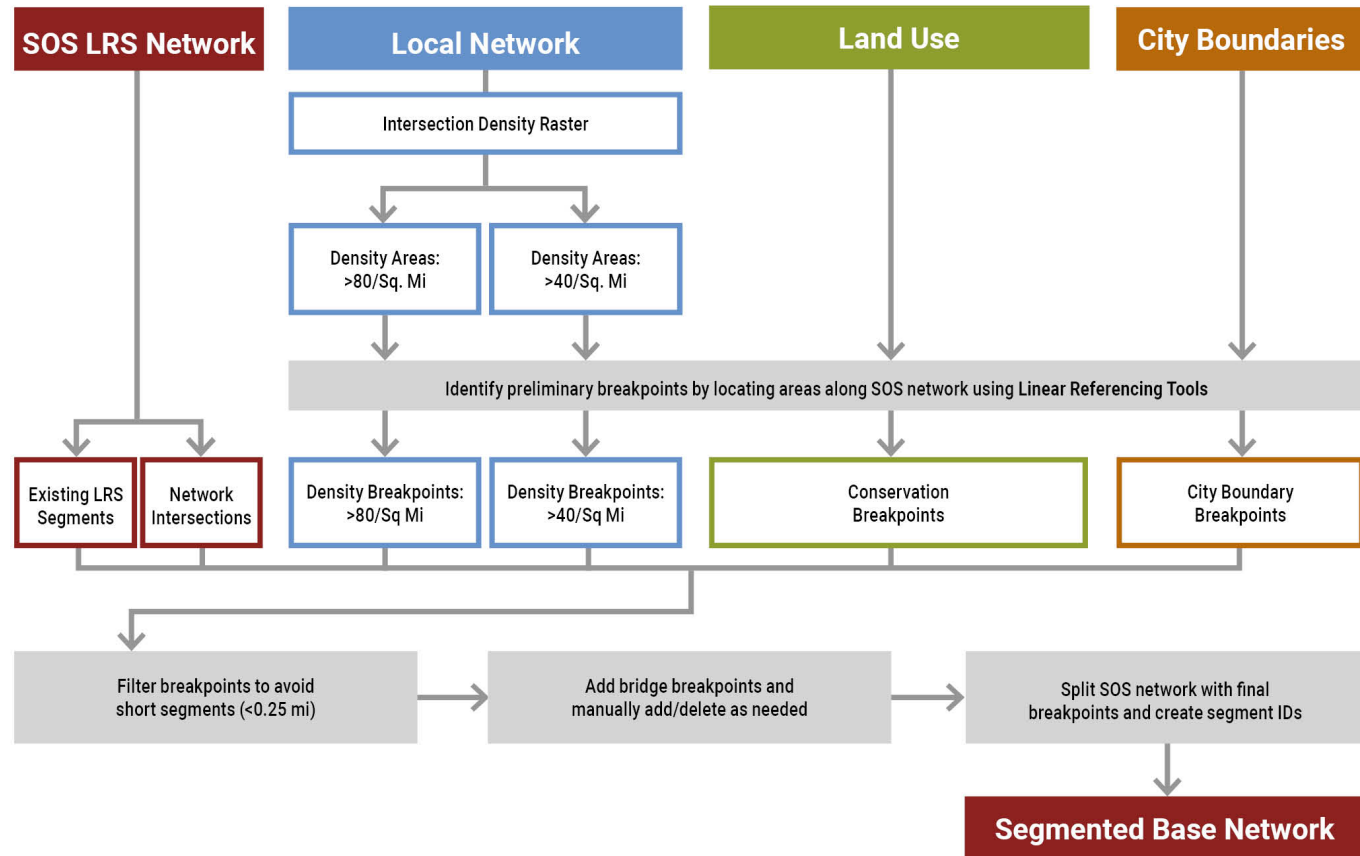 SOS LRS Network
Local Network
Land Use
City Boundaries
Intersection Density Raster
Density Areas:
>80/Sq. Mi
Density Areas:
>40/Sq. Mi
Identify preliminary breakpoints by locating areas along SOS network using Linear Referencing Tools
Existing LRS
Segments
Network
Intersections
Density Breakpoints:
>80/Sq Mi
Density Breakpoints:
>40/Sq Mi
Conservation
Breakpoints
City Boundary
Breakpoints
Filter breakpoints to avoid
short segments (<0.25 mi)
Add bridge breakpoints and
manually add/delete as needed
Split SOS network with final
breakpoints and create segment IDs
Segmented Base Network